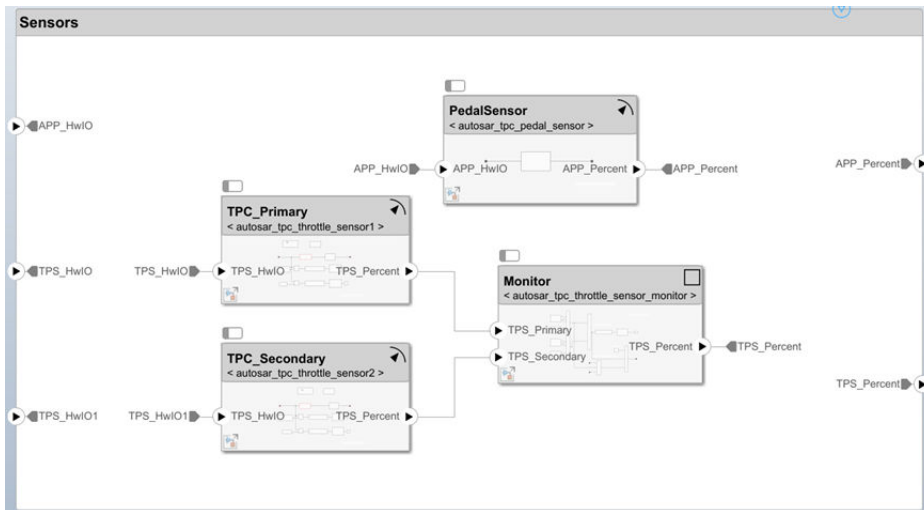 Sensors
APP_HwIO
PedalSensor
< autosar_tpc_pedal_sensor >
APP_HwIO
APP_HwIO
APP_Percent
APP_Percent
APP_Percent
TPC_Primary
< autosar_tpc_throttle_sensor1 >
TPS_HwIO
TPS_HwIO
TPS_HwIO
TPS_Percent
Monitor
< autosar_tpc_throttle_sensor_monitor >
TPS_Primary
TPS_Secondary
TPS_Percent
TPS_Percent
TPS_Percent
TPC_Secondary
< autosar_tpc_throttle_sensor2 >
TPS_HwIO1
TPS_HwIO1
TPS_HwIO
TPS_Percent